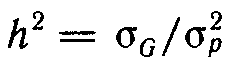 h² = σ_G/σ_p²